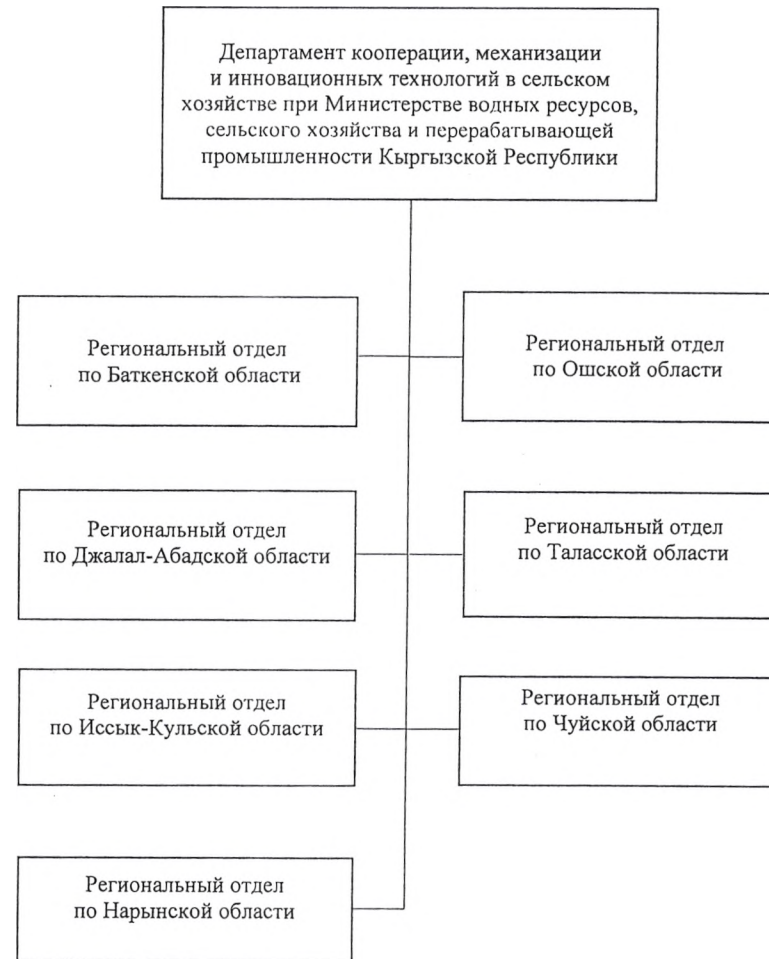 Департамент кооперации, механизации
и инновационных технологий в сельском
хозяйстве при Министерстве водных ресурсов,
сельского хозяйства и перерабатывающей
промышленности Кыргызской Республики
Региональный отдел
по Баткенской области
Региональный отдел
по Ошской области
Региональный отдел
по Джалал-Абадской области
Региональный отдел
по Таласской области
Региональный отдел
по Иссык-Кульской области
Региональный отдел
по Чуйской области
Региональный отдел
по Нарынской области